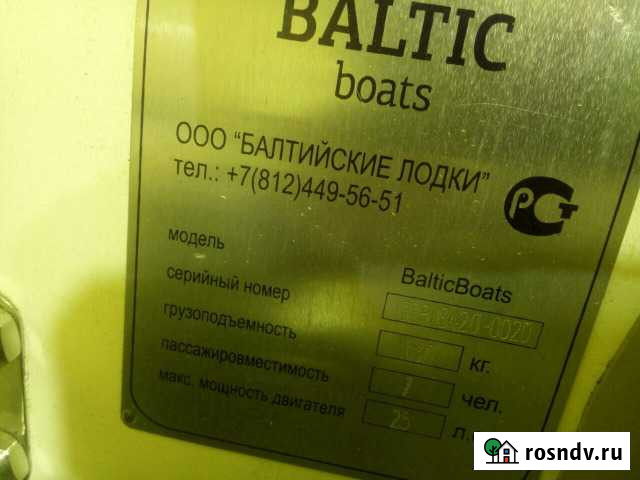 BALTIC
boats
ООО "БАЛТИЙСКИЕ ЛОДКИ"
тел.: +7(812)449-56-51
РСТ
модель BalticBoats
серийный номер
грузоподъемность кг.
пассажировместимость чел.
макс. мощность двигателя 25 л.
rosndv.ru